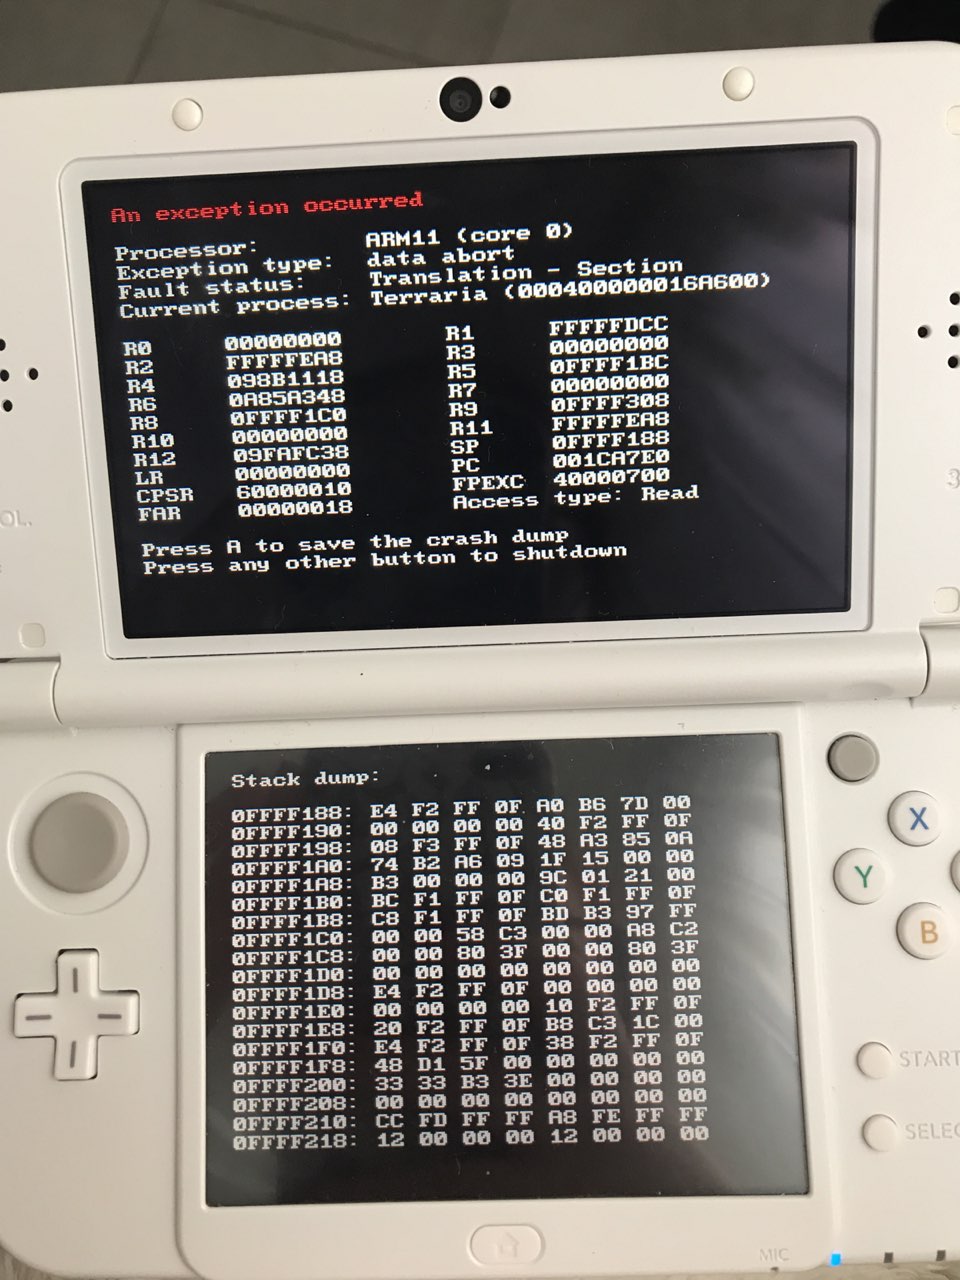 An exception occurred
Processor: ARM11 (core 0)
Exception type: data abort
Fault status: Translation - Section
Current process: Terraria (000400000016A600)
R0 00000000 R1 FFFFFDCC
R2 FFFFFEA8 R3 00000000
R4 098B1118 R5 0FFFF1BC
R6 0A85A348 R7 00000000
R8 0FFFF1C0 R9 0FFFF308
R10 00000000 R11 FFFFFEA8
R12 09FAFC38 SP 0FFFF188
LR 00000000 PC 001CA7E0
CPSR 60000010 FPEXC 40000700
FAR 00000018 Access type: Read
Press A to save the crash dump
Press any other button to shutdown
OL.
3
Stack dump:
0FFFF188: E4 F2 FF 0F A0 B6 7D 00
0FFFF190: 00 00 00 00 40 F2 FF 0F
0FFFF198: 08 F3 FF 0F 48 A3 85 0A
0FFFF1A0: 74 B2 A6 09 1F 15 00 00
0FFFF1A8: B3 00 00 00 9C 01 21 00
0FFFF1B0: BC F1 FF 0F C0 F1 FF 0F
0FFFF1B8: C8 F1 FF 0F BD B3 97 FF
0FFFF1C0: 00 00 58 C3 00 00 A8 C2
0FFFF1C8: 00 00 80 3F 00 00 80 3F
0FFFF1D0: 00 00 00 00 00 00 00 00
0FFFF1D8: E4 F2 FF 0F 00 00 00 00
0FFFF1E0: 00 00 00 00 10 F2 FF 0F
0FFFF1E8: 20 F2 FF 0F B8 C3 1C 00
0FFFF1F0: E4 F2 FF 0F 38 F2 FF 0F
0FFFF1F8: 48 D1 5F 00 00 00 00 00
0FFFF200: 33 33 B3 3E 00 00 00 00
0FFFF208: 00 00 00 00 00 00 00 00
0FFFF210: CC FD FF FF A8 FE FF FF
0FFFF218: 12 00 00 00 12 00 00 00
X
Y
B
START
SELEC
MIC